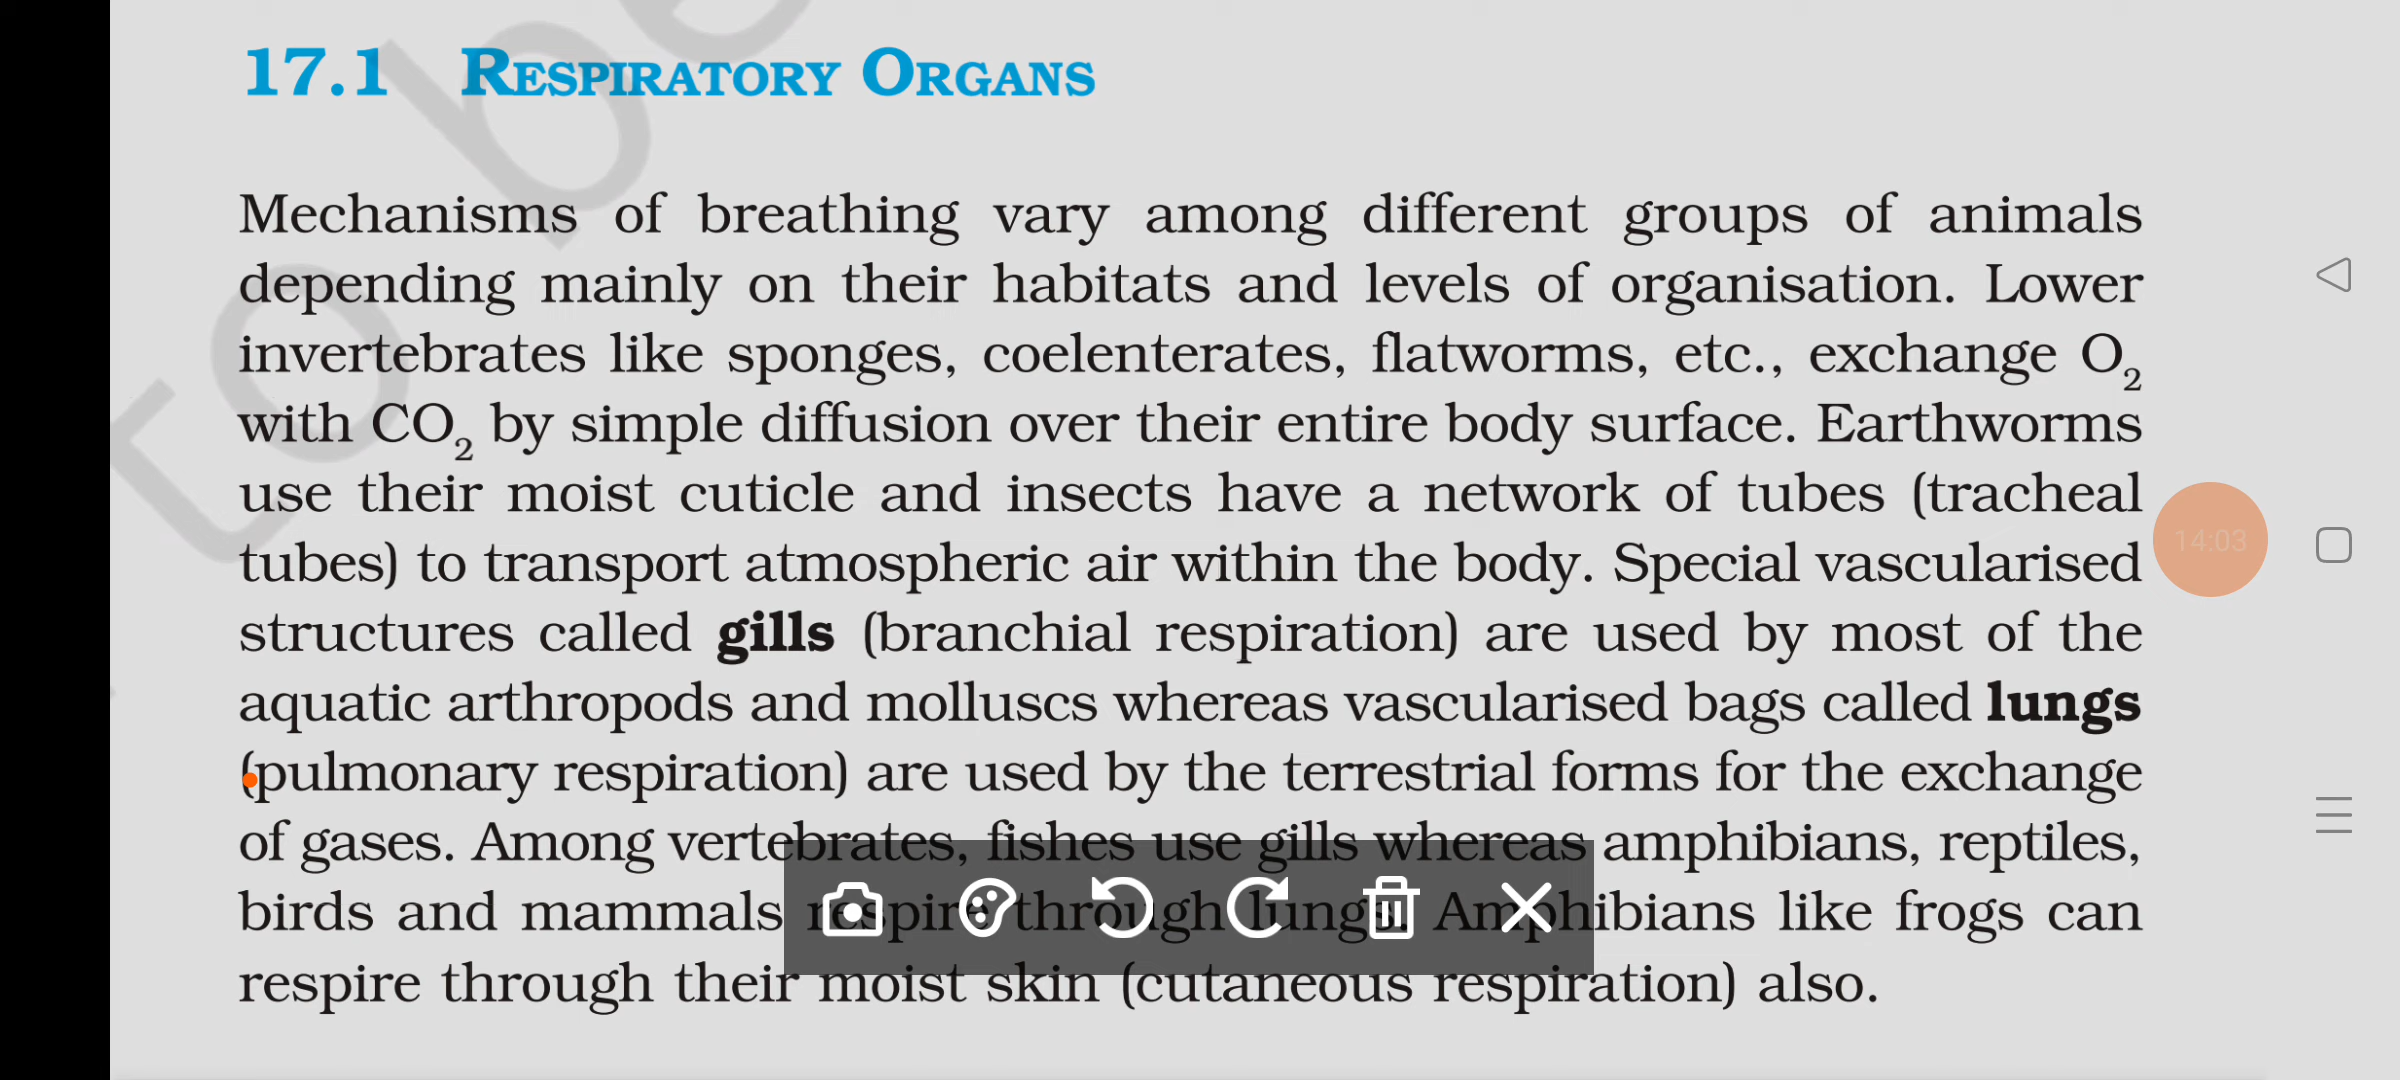 17.1 RESPIRATORY ORGANS
Mechanisms of breathing vary among different groups of animals
depending mainly on their habitats and levels of organisation. Lower
invertebrates like sponges, coelenterates, flatworms, etc., exchange O₂
with CO₂ by simple diffusion over their entire body surface. Earthworms
use their moist cuticle and insects have a network of tubes (tracheal
tubes) to transport atmospheric air within the body. Special vascularised
structures called gills (branchial respiration) are used by most of the
aquatic arthropods and molluscs whereas vascularised bags called lungs
(pulmonary respiration) are used by the terrestrial forms for the exchange
of gases. Among vertebrates, fishes use gills whereas amphibians, reptiles,
birds and mammals respire through lungs. Amphibians like frogs can
respire through their moist skin (cutaneous respiration) also.
14:03
To be